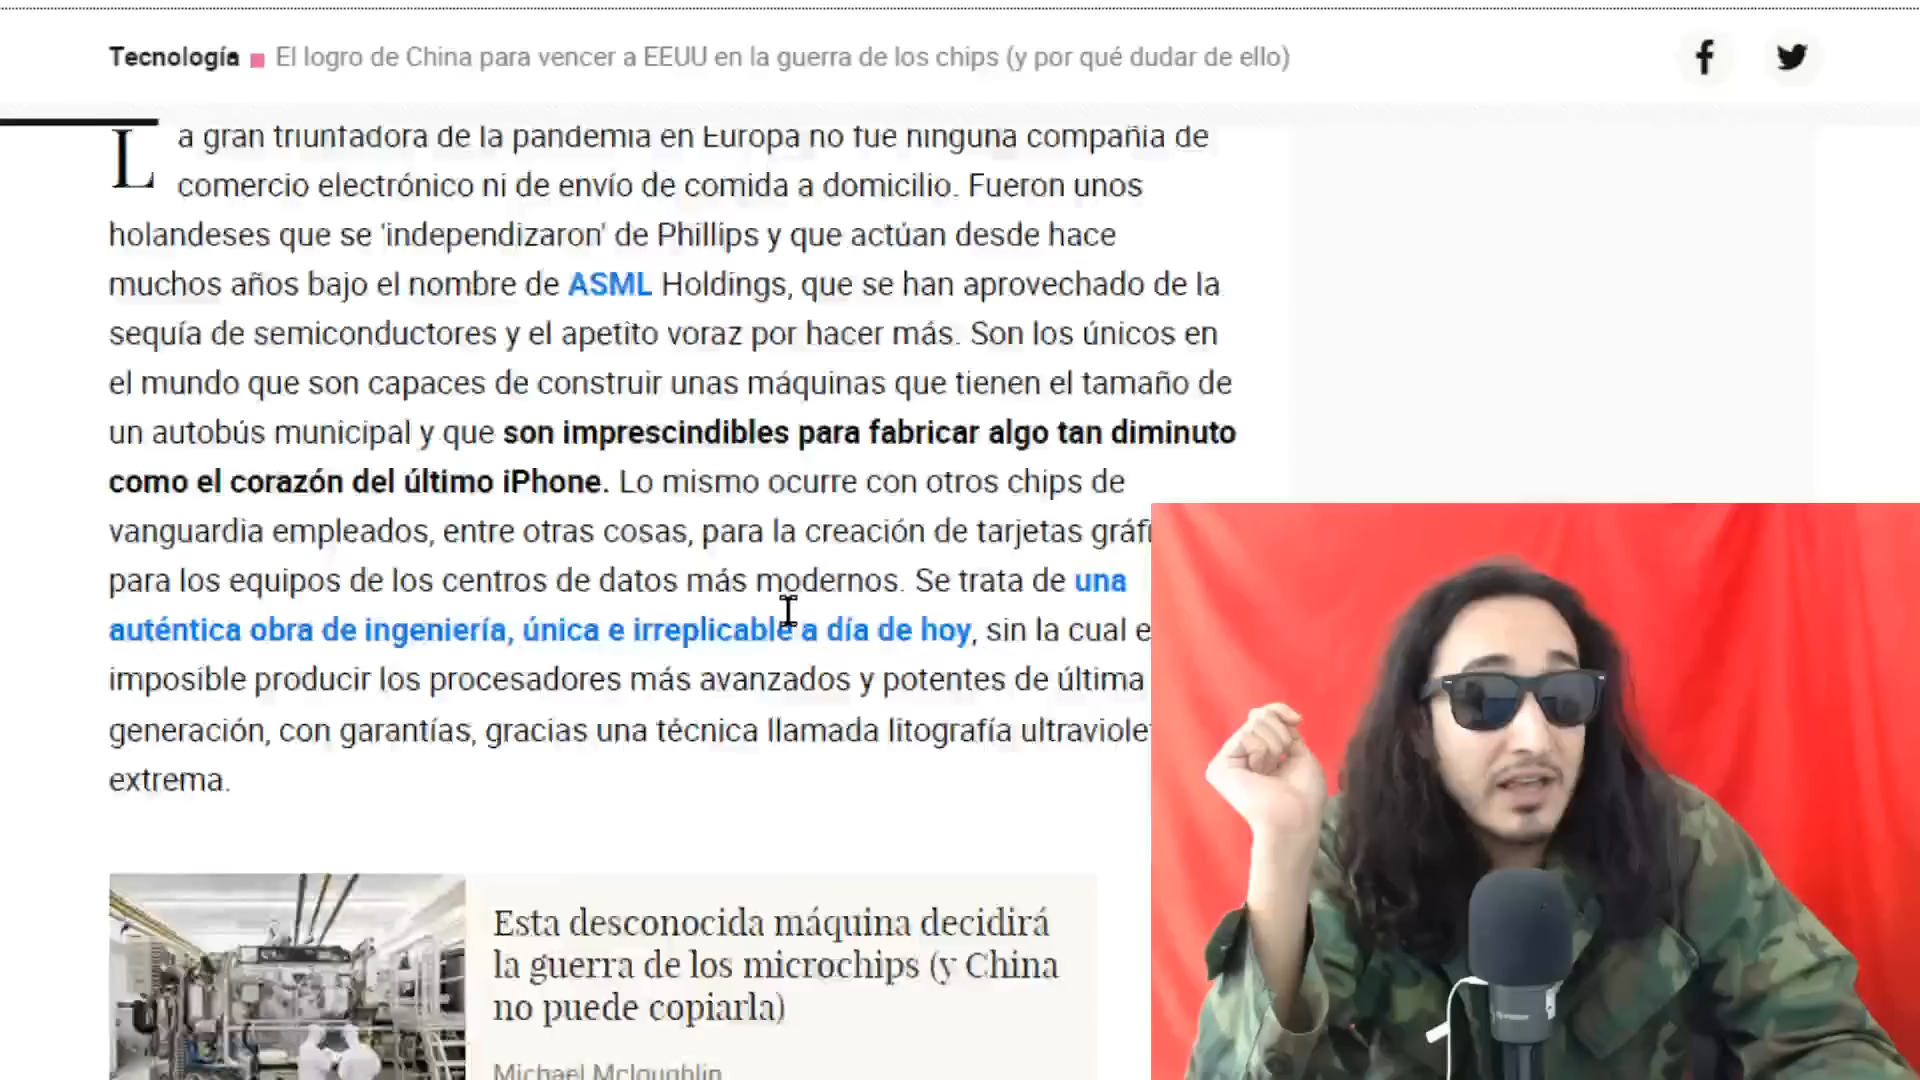 Tecnología El logro de China para vencer a EEUU en la guerra de los chips (y por qué dudar de ello)
La gran triunfadora de la pandemia en Europa no fue ninguna compañía de
comercio electrónico ni de envío de comida a domicilio. Fueron unos
holandeses que se 'independizaron' de Phillips y que actúan desde hace
muchos años bajo el nombre de ASML Holdings, que se han aprovechado de la
sequía de semiconductores y el apetito voraz por hacer más. Son los únicos en
el mundo que son capaces de construir unas máquinas que tienen el tamaño de
un autobús municipal y que son imprescindibles para fabricar algo tan diminuto
como el corazón del último iPhone. Lo mismo ocurre con otros chips de
vanguardia empleados, entre otras cosas, para la creación de tarjetas gráfi
para los equipos de los centros de datos más modernos. Se trata de una
auténtica obra de ingeniería, única e irreplicable a día de hoy, sin la cual e
imposible producir los procesadores más avanzados y potentes de última
generación, con garantías, gracias una técnica llamada litografía ultraviole
extrema.
Esta desconocida máquina decidirá
la guerra de los microchips (y China
no puede copiarla)
Michael Mcloughlin